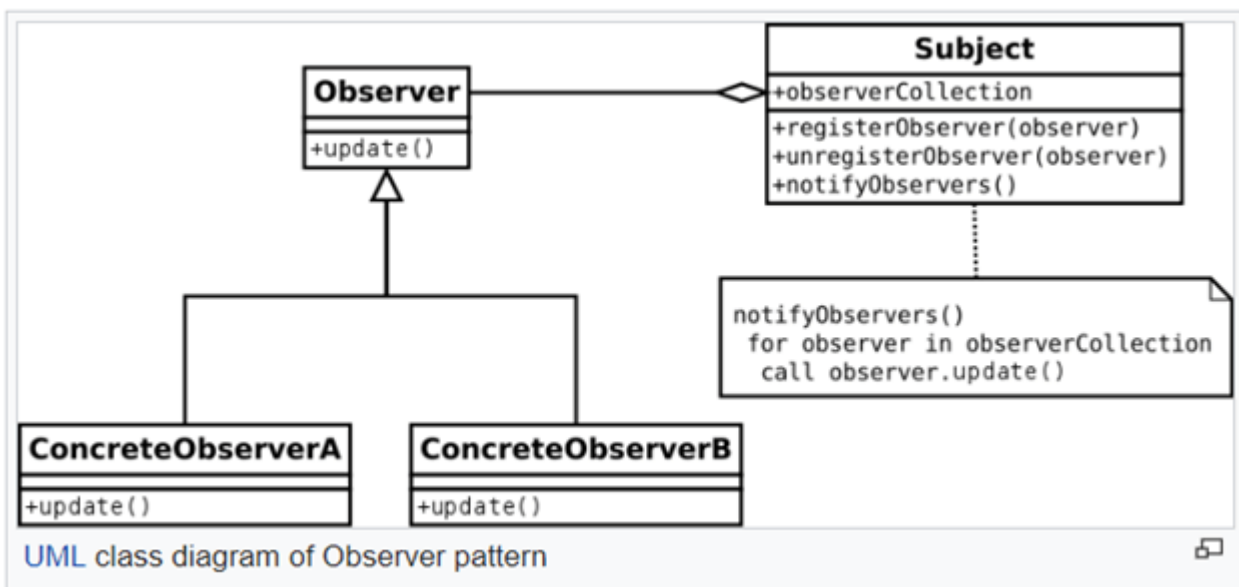 Observer
+update()
Subject
+observerCollection
+registerObserver(observer)
+unregisterObserver(observer)
+notifyObservers()
notifyObservers()
for observer in observerCollection
call observer.update()
ConcreteObserverA
+update()
ConcreteObserverB
+update()
UML class diagram of Observer pattern